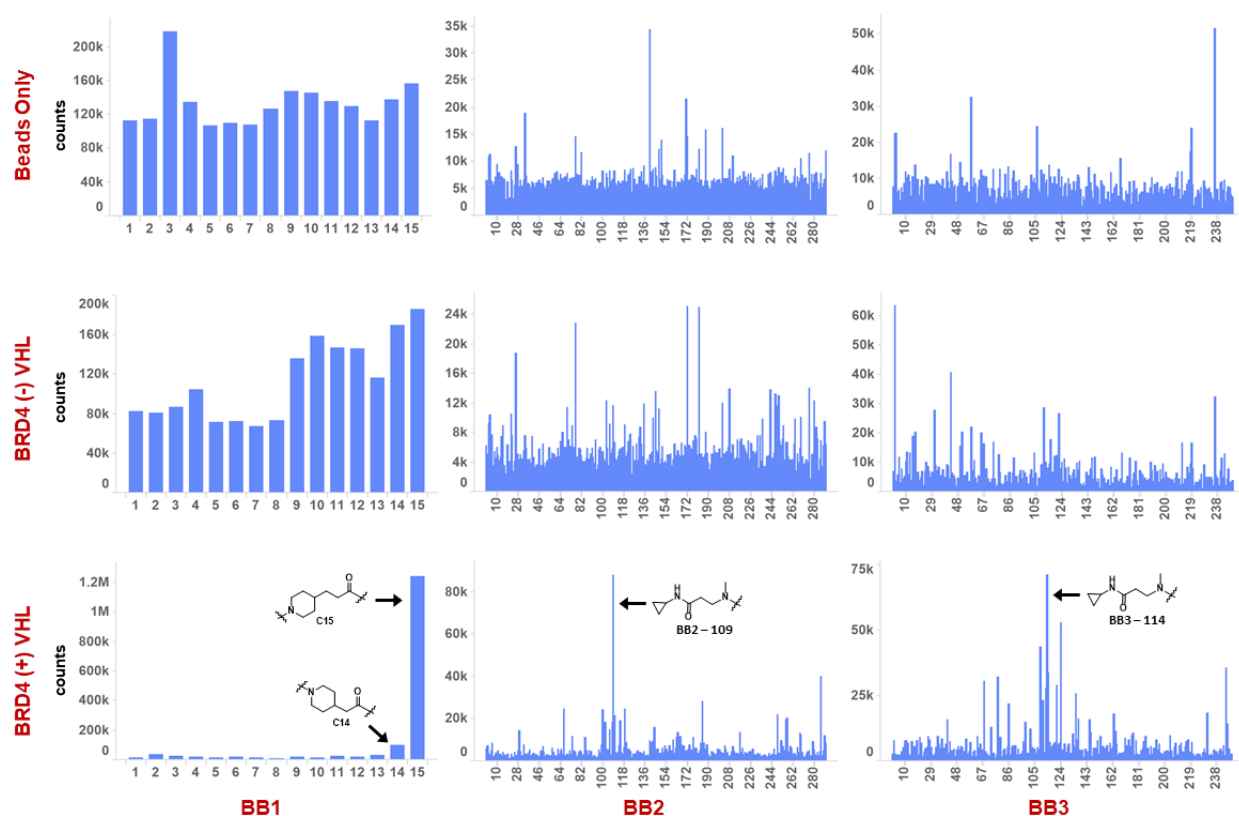 Beads Only
counts
200k
160k
120k
80k
40k
0
1 2 3 4 5 6 7 8 9 10 11 12 13 14 15
35k
30k
25k
20k
15k
10k
5k
0
10 28 46 64 82 100 118 136 154 172 190 208 226 244 262 280
50k
40k
30k
20k
10k
0
10 29 48 67 86 105 124 143 162 181 200 219 238
BRD4 (-) VHL
counts
200k
160k
120k
80k
40k
0
1 2 3 4 5 6 7 8 9 10 11 12 13 14 15
24k
20k
16k
12k
8k
4k
0
10 28 46 64 82 100 118 136 154 172 190 208 226 244 262 280
60k
50k
40k
30k
20k
10k
0
10 29 48 67 86 105 124 143 162 181 200 219 238
BRD4 (+) VHL
counts
1.2M
1M
800k
600k
400k
200k
0
N
O
C15
N
O
C14
1 2 3 4 5 6 7 8 9 10 11 12 13 14 15
BB1
80k
60k
40k
20k
0
H
N
O
N
BB2 – 109
10 28 46 64 82 100 118 136 154 172 190 208 226 244 262 280
BB2
75k
50k
25k
0
H
N
O
N
BB3 – 114
10 29 48 67 86 105 124 143 162 181 200 219 238
BB3